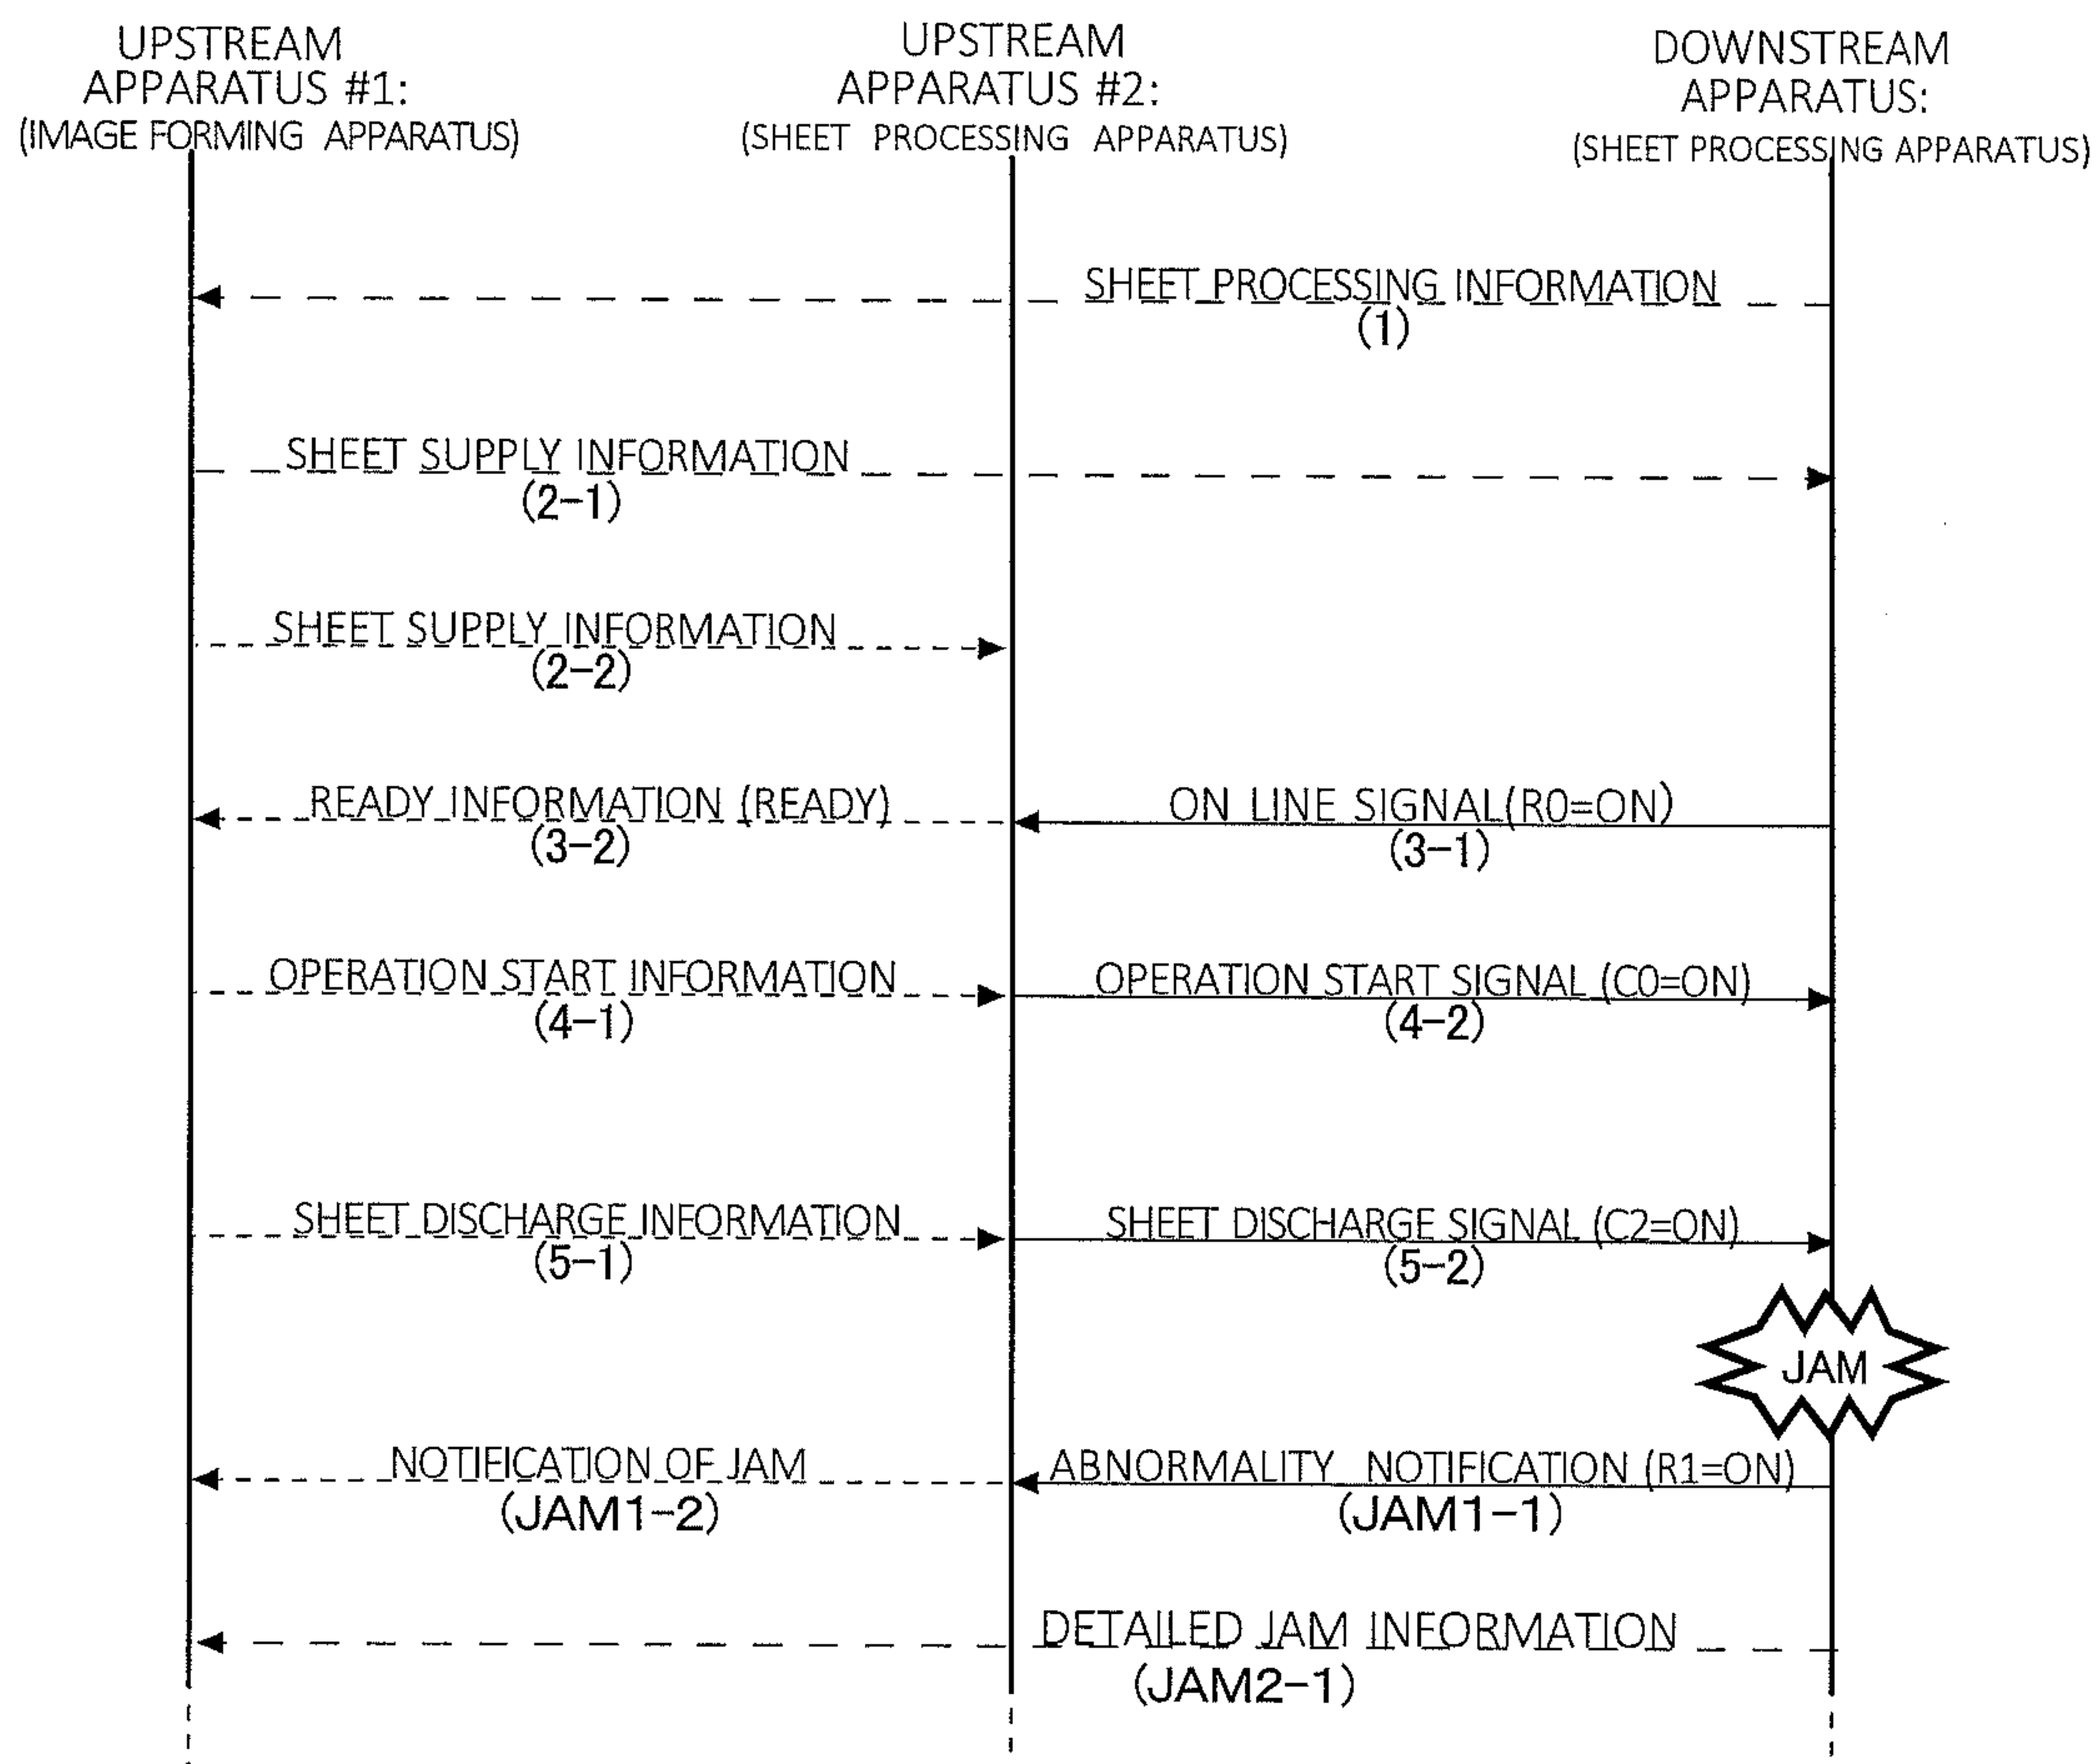 UPSTREAM
APPARATUS #1:
(IMAGE FORMING APPARATUS)
UPSTREAM
APPARATUS #2:
(SHEET PROCESSING APPARATUS)
DOWNSTREAM
APPARATUS:
(SHEET PROCESSING APPARATUS)
SHEET PROCESSING INFORMATION
(1)
SHEET SUPPLY INFORMATION
(2-1)
SHEET SUPPLY INFORMATION
(2-2)
READY INFORMATION (READY)
(3-2)
ON LINE SIGNAL(R0=ON)
(3-1)
OPERATION START INFORMATION
(4-1)
OPERATION START SIGNAL (C0=ON)
(4-2)
SHEET DISCHARGE INFORMATION
(5-1)
SHEET DISCHARGE SIGNAL (C2=ON)
(5-2)
JAM
NOTIFICATION OF JAM
(JAM1-2)
ABNORMALITY NOTIFICATION (R1=ON)
(JAM1-1)
DETAILED JAM INFORMATION
(JAM2-1)